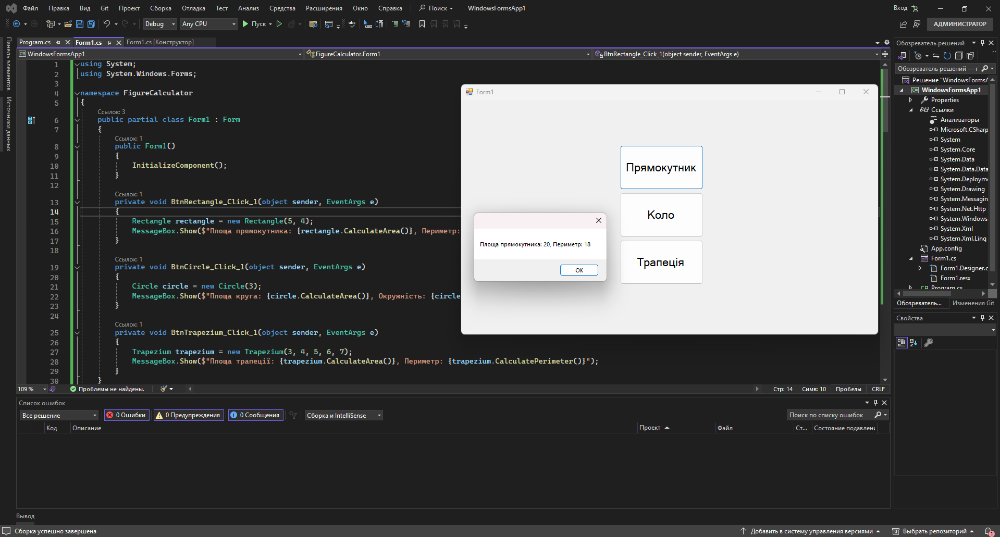 Файл Правка Вид Git Проект Сборка Отладка Тест Анализ Средства Расширения Окно Справка Поиск WindowsFormsApp1 Вход
Debug Any CPU Пуск АДМИНИСТРАТОР
Панель элементов
Источники данных
Program.cs Form1.cs Form1.cs [Конструктор]
WindowsFormsApp1 FigureCalculator.Form1 BtnRectangle_Click_1(object sender, EventArgs e)
1 using System;
2 using System.Windows.Forms;
3
4 namespace FigureCalculator
5 {
Ссылок: 3
6 public partial class Form1 : Form
7 {
Ссылок: 1
8 public Form1()
9 {
10 InitializeComponent();
11 }
12
Ссылок: 1
13 private void BtnRectangle_Click_1(object sender, EventArgs e)
14 {
15 Rectangle rectangle = new Rectangle(5, 4);
16 MessageBox.Show($"Площа прямокутника: {rectangle.CalculateArea()}, Периметр:
17 }
18
Ссылок: 1
19 private void BtnCircle_Click_1(object sender, EventArgs e)
20 {
21 Circle circle = new Circle(3);
22 MessageBox.Show($"Площа круга: {circle.CalculateArea()}, Окружність: {circle
23 }
24
Ссылок: 1
25 private void BtnTrapezium_Click_1(object sender, EventArgs e)
26 {
27 Trapezium trapezium = new Trapezium(3, 4, 5, 6, 7);
28 MessageBox.Show($"Площа трапеції: {trapezium.CalculateArea()}, Периметр: {trapezium.CalculatePerimeter()}");
29 }
30 }
Form1
Прямокутник
Коло
Трапеція
Площа прямокутника: 20, Периметр: 18
ОК
109 % Проблемы не найдены. Стр: 14 Симв: 10 Пробелы CRLF
Список ошибок
Все решение 0 Ошибки 0 Предупреждения 0 Сообщения Сборка и IntelliSense Поиск по списку ошибок
Код Описание Проект Файл Ст... Состояние подавлени
Вывод
Обозреватель решений
Обозреватель решений — г
Решение "WindowsFormsA
WindowsFormsApp1
Properties
Ссылки
Анализаторы
Microsoft.CSharp
System
System.Core
System.Data
System.Data.Data
System.Deployme
System.Drawing
System.Messagin
System.Net.Http
System.Windows
System.Xml
System.Xml.Linq
App.config
Form1.cs
Form1.Designer.c
Form1.resx
C# Program.cs
Обозреватель... Изменения Git
Свойства
Сборка успешно завершена Добавить в систему управления версиями Выбрать репозиторий 1